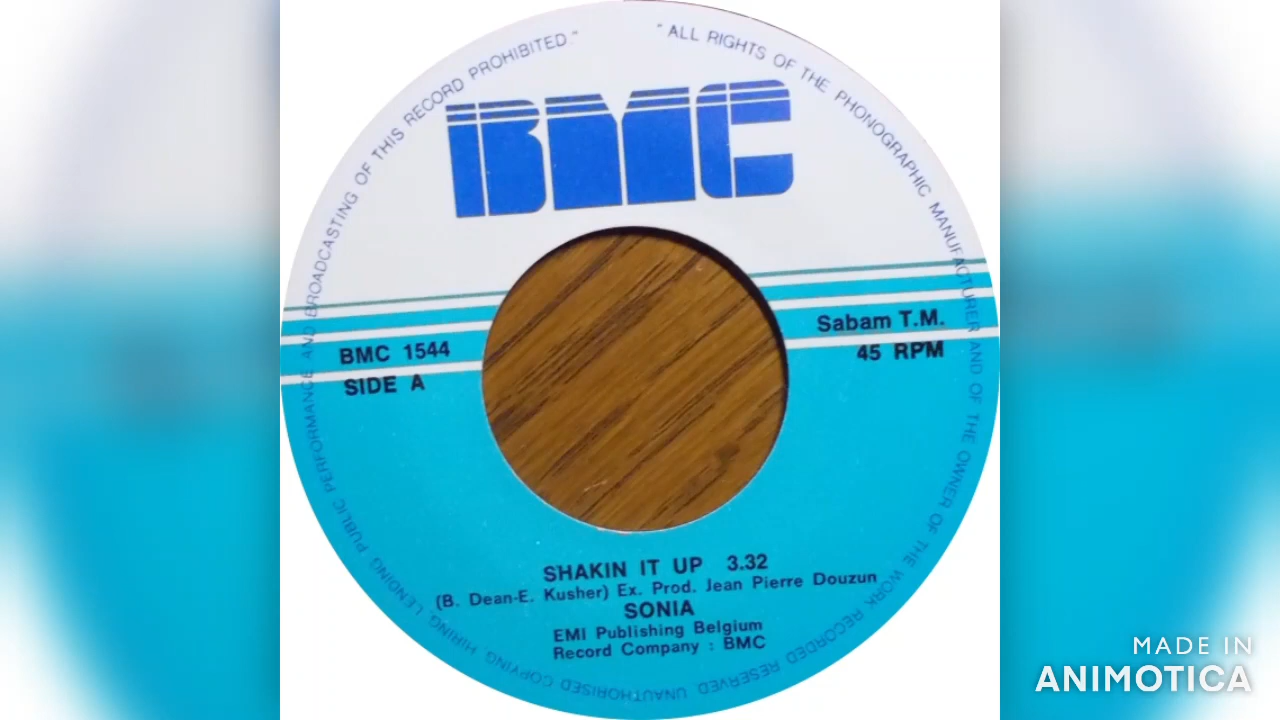 "ALL RIGHTS OF THE PHONOGRAPHIC MANUFACTURER AND OF THE OWNER OF THE WORK RECORDED RESERVED UNAUTHORISED COPYING, HIRING, LENDING, PUBLIC PERFORMANCE AND BROADCASTING OF THIS RECORD PROHIBITED."
BMC
Sabam T.M.
BMC 1544
45 RPM
SIDE A
SHAKIN IT UP 3.32
(B. Dean-E. Kusher) Ex. Prod. Jean Pierre Douzun
SONIA
EMI Publishing Belgium
Record Company : BMC
MADE IN
ANIMOTICA